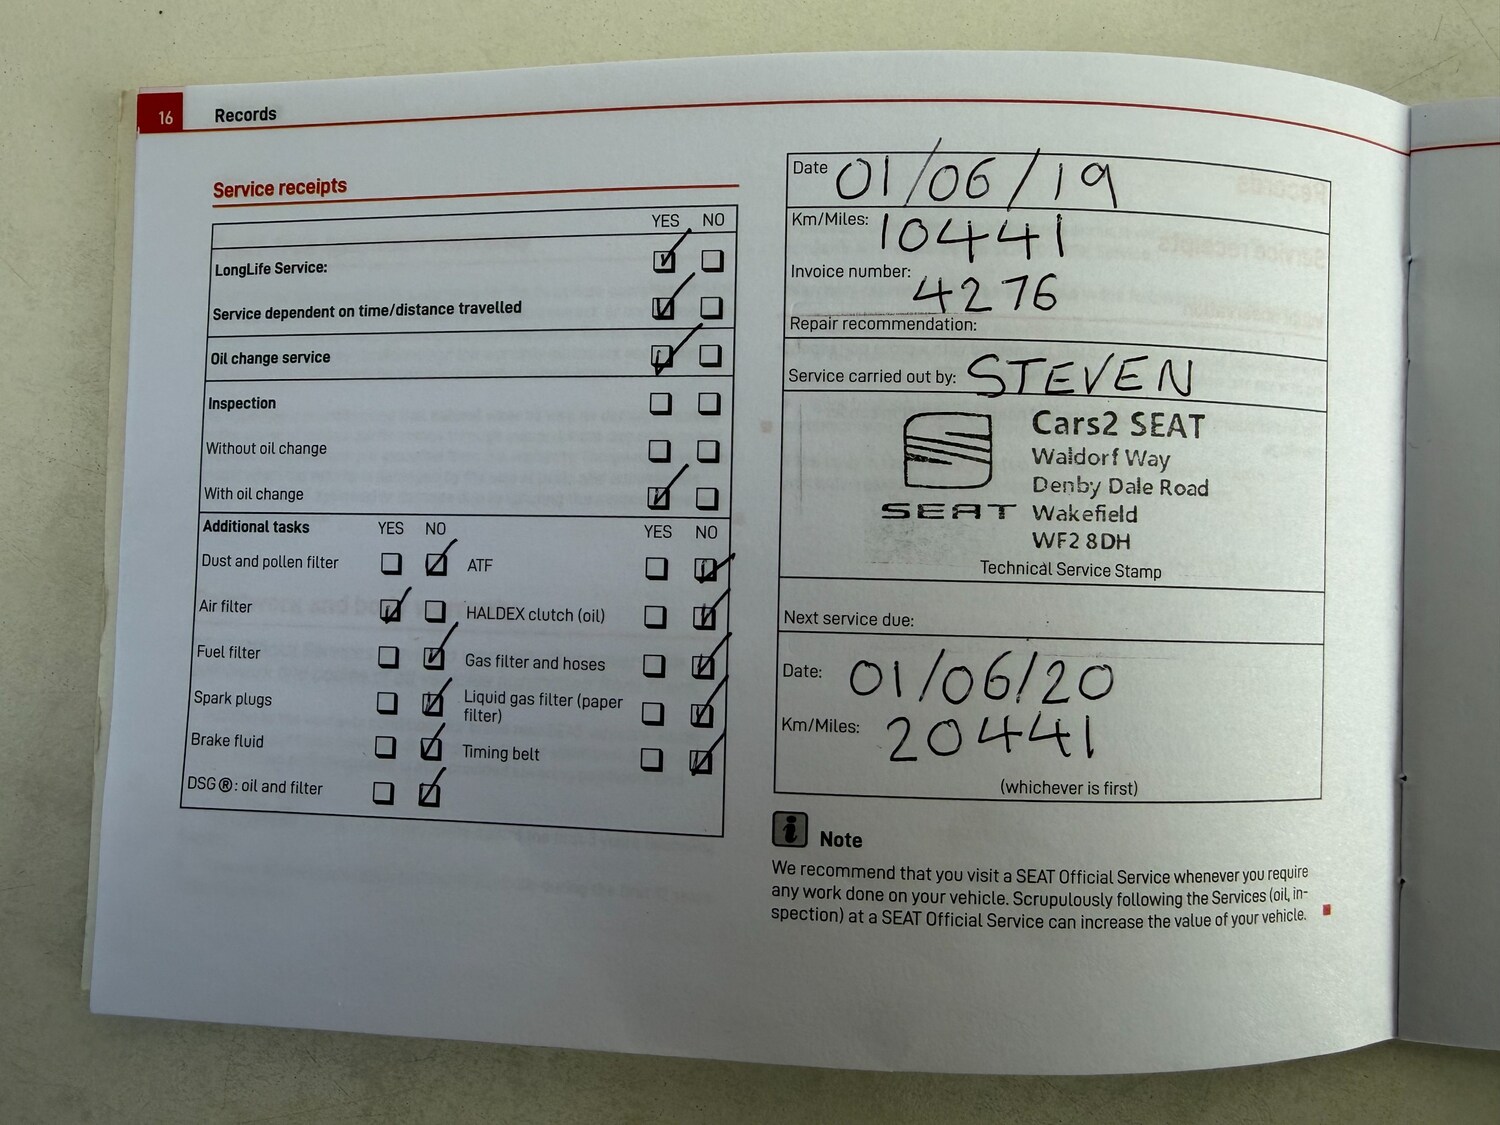 16 Records
Service receipts
YES NO
LongLife Service:
Service dependent on time/distance travelled
Oil change service
Inspection
Without oil change
With oil change
Additional tasks YES NO YES NO
Dust and pollen filter ATF
Air filter HALDEX clutch (oil)
Fuel filter Gas filter and hoses
Spark plugs Liquid gas filter (paper
filter)
Brake fluid Timing belt
DSG®: oil and filter
Date 01/06/19
Km/Miles: 10441
Invoice number: 4276
Repair recommendation:
Service carried out by: STEVEN
Cars2 SEAT
Waldorf Way
Denby Dale Road
SEAT Wakefield
WF2 8DH
Technical Service Stamp
Next service due:
Date: 01/06/20
Km/Miles: 20441
(whichever is first)
i Note
We recommend that you visit a SEAT Official Service whenever you require
any work done on your vehicle. Scrupulously following the Services (oil, in-
spection) at a SEAT Official Service can increase the value of your vehicle.